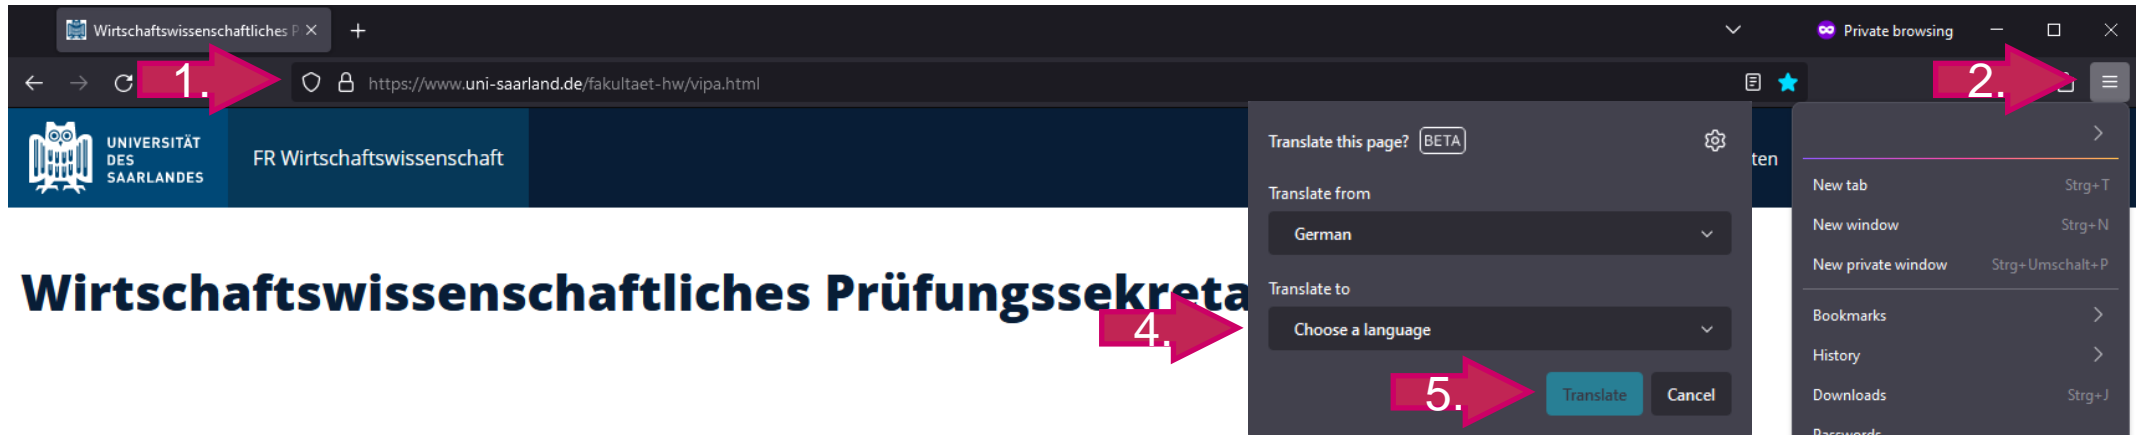 Wirtschaftswissenschaftliches P
Private browsing
1.
https://www.uni-saarland.de/fakultaet-hw/vipa.html
2.
UNIVERSITÄT
DES
SAARLANDES
FR Wirtschaftswissenschaft
ten
Translate this page? BETA
Translate from
German
Translate to
Choose a language
Translate
Cancel
4.
5.
New tab Strg+T
New window Strg+N
New private window Strg+Umschalt+P
Bookmarks
History
Downloads Strg+J
Passwords
Wirtschaftswissenschaftliches Prüfungssekreta